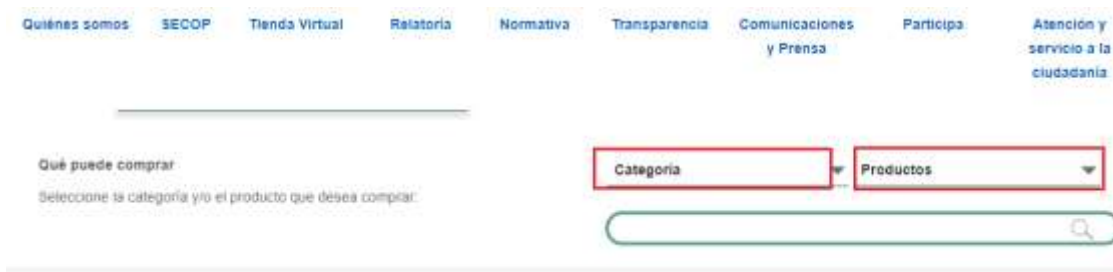 Quiénes somos SECOP Tienda Virtual Relatoría Normativa Transparencia Comunicaciones y Prensa Participa Atención y servicio a la ciudadanía
Qué puede comprar
Seleccione la categoría y/o el producto que desea comprar:
Categoría
Productos